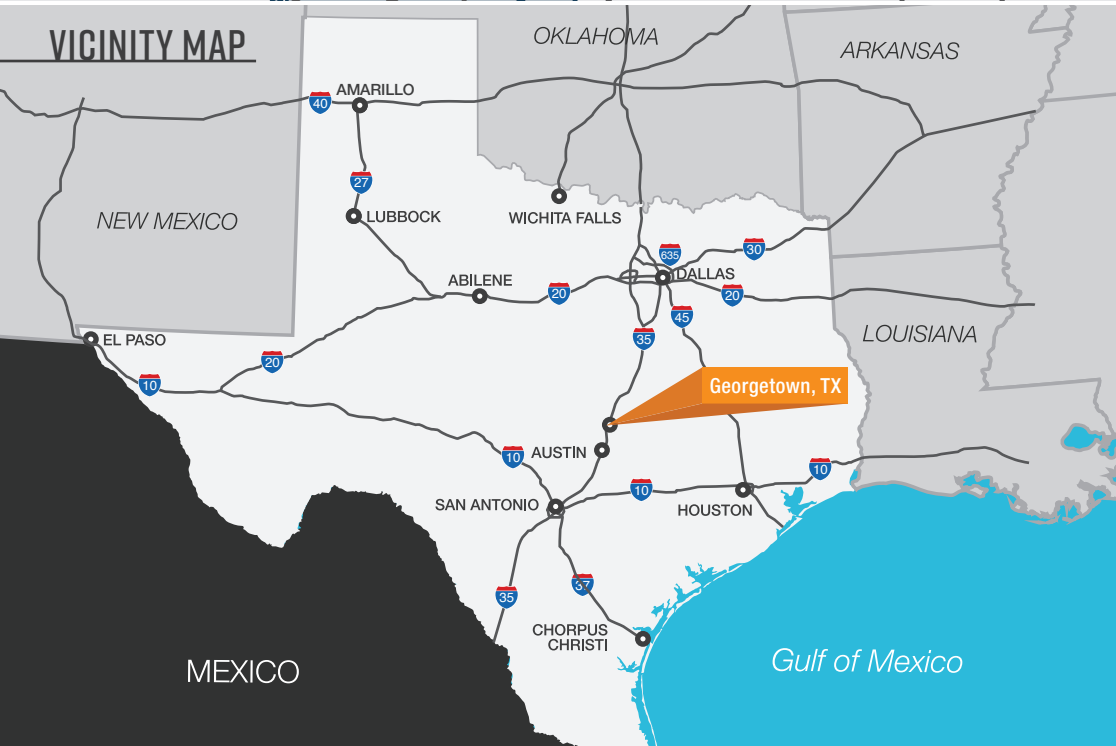 VICINITY MAP
OKLAHOMA
ARKANSAS
AMARILLO
40
27
NEW MEXICO
LUBBOCK
WICHITA FALLS
635
30
DALLAS
ABILENE
20
20
45
EL PASO
20
35
LOUISIANA
10
Georgetown, TX
AUSTIN
10
10
SAN ANTONIO
10
HOUSTON
35
37
CHORPUS
CHRISTI
MEXICO
Gulf of Mexico